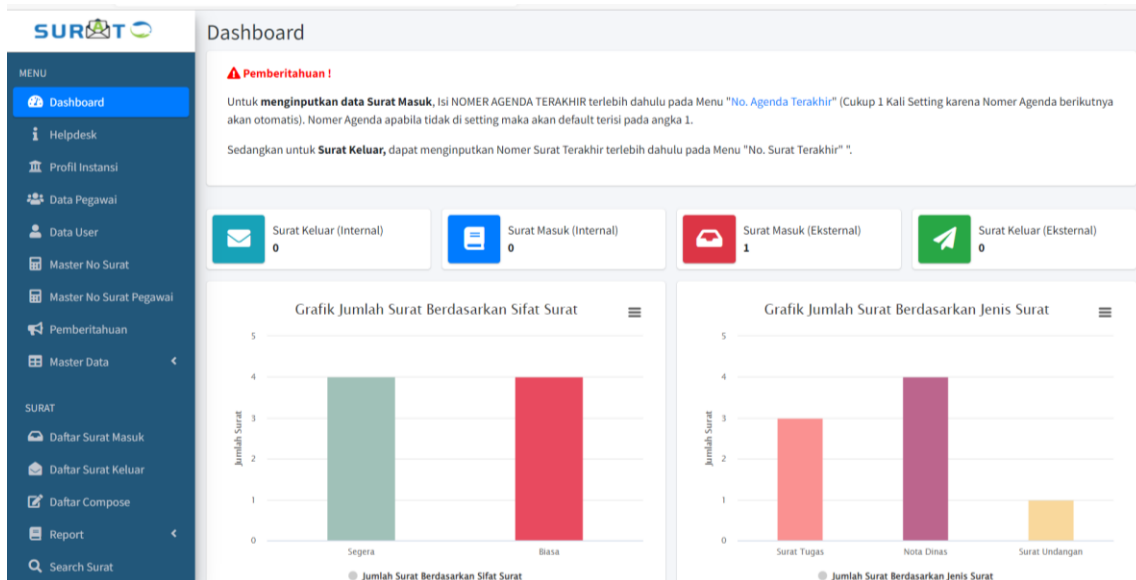 SURAT
MENU
Dashboard
Helpdesk
Profil Instansi
Data Pegawai
Data User
Master No Surat
Master No Surat Pegawai
Pemberitahuan
Master Data
SURAT
Daftar Surat Masuk
Daftar Surat Keluar
Daftar Compose
Report
Search Surat
Dashboard
Pemberitahuan !
Untuk menginputkan data Surat Masuk, Isi NOMER AGENDA TERAKHIR terlebih dahulu pada Menu "No. Agenda Terakhir" (Cukup 1 Kali Setting karena Nomer Agenda berikutnya
akan otomatis). Nomer Agenda apabila tidak di setting maka akan default terisi pada angka 1.
Sedangkan untuk Surat Keluar, dapat menginputkan Nomer Surat Terakhir terlebih dahulu pada Menu "No. Surat Terakhir" ".
Surat Keluar (Internal)
0
Surat Masuk (Internal)
0
Surat Masuk (Eksternal)
1
Surat Keluar (Eksternal)
0
Grafik Jumlah Surat Berdasarkan Sifat Surat
Jumlah Surat
5
4
3
2
1
0
Segera
Biasa
Jumlah Surat Berdasarkan Sifat Surat
Grafik Jumlah Surat Berdasarkan Jenis Surat
Jumlah Surat
5
4
3
2
1
0
Surat Tugas
Nota Dinas
Surat Undangan
Jumlah Surat Berdasarkan Jenis Surat